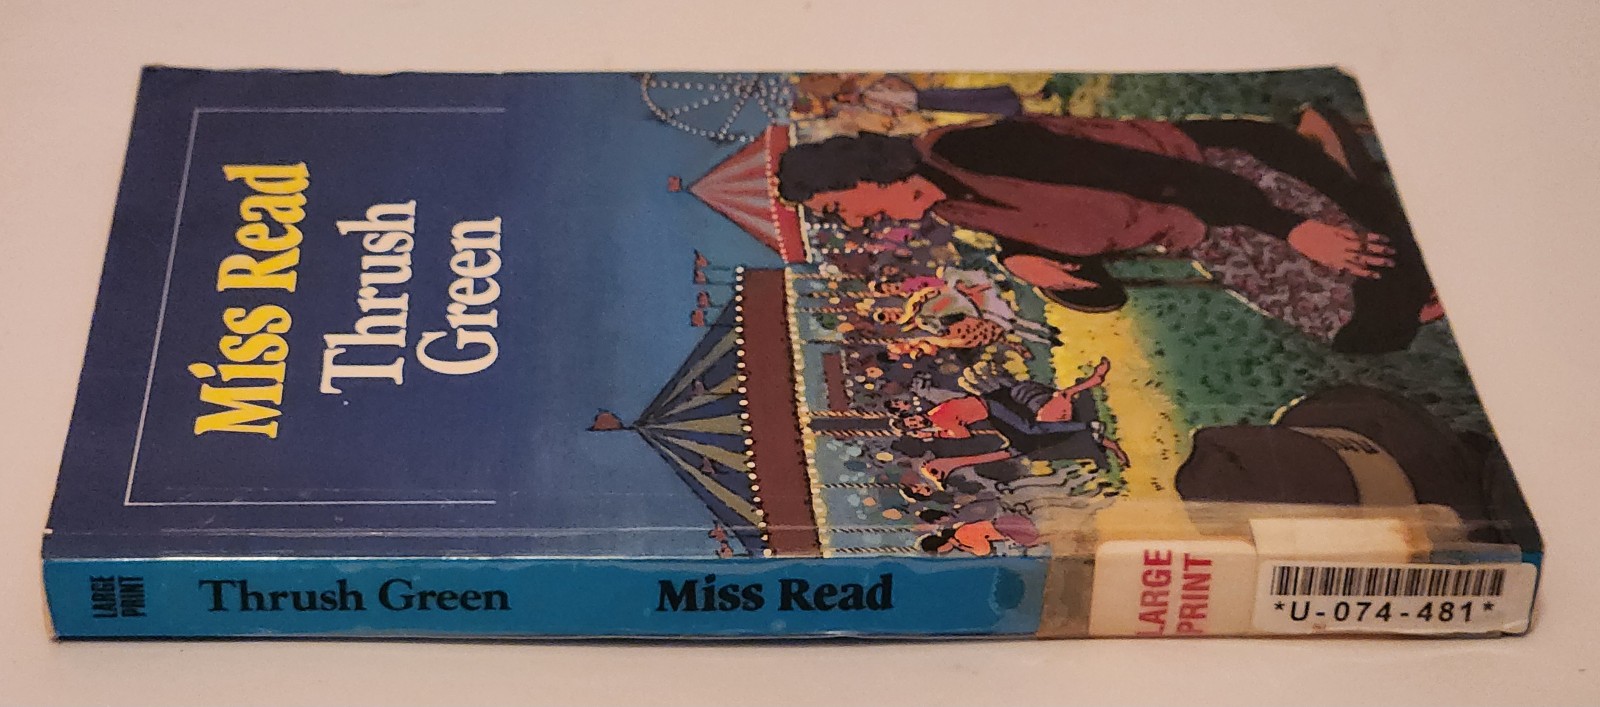 Miss Read
Thrush
Green
LARGE
PRINT
Thrush Green
Miss Read
LARGE
PRINT
*U-074-481*